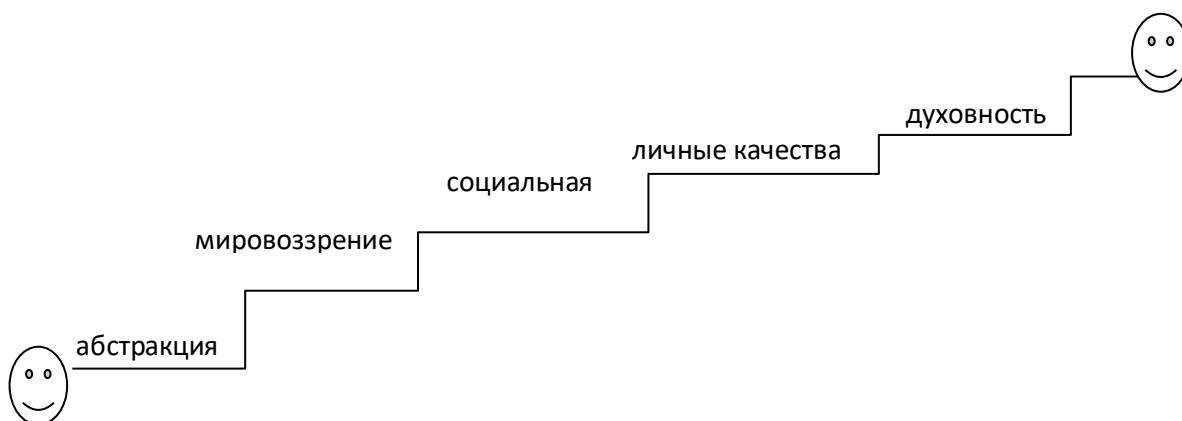 духовность
личные качества
социальная
мировоззрение
абстракция